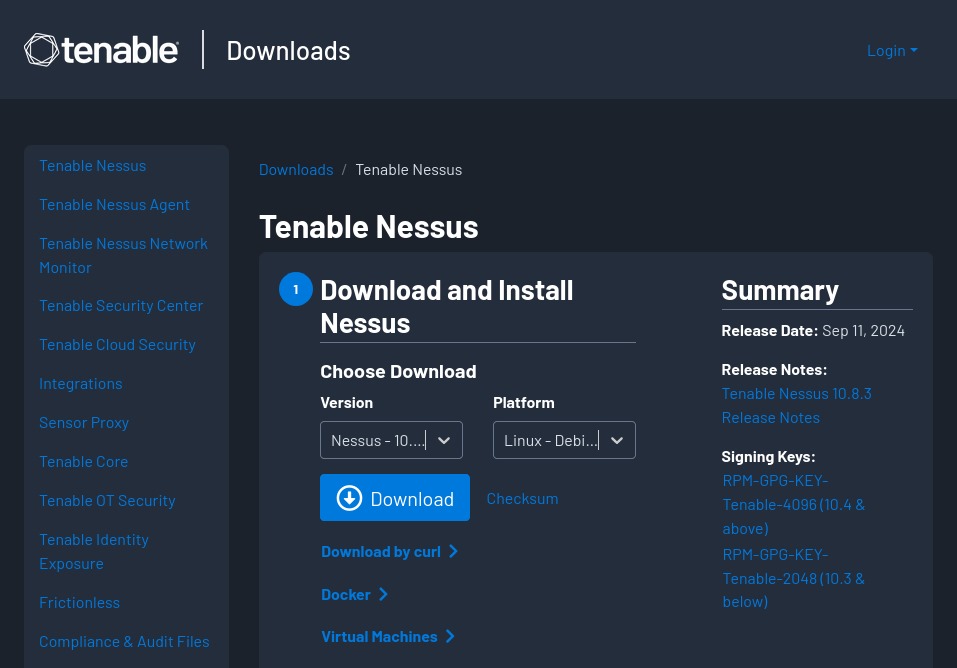 tenable
Downloads
Login
Tenable Nessus
Tenable Nessus Agent
Tenable Nessus Network
Monitor
Tenable Security Center
Tenable Cloud Security
Integrations
Sensor Proxy
Tenable Core
Tenable OT Security
Tenable Identity
Exposure
Frictionless
Compliance & Audit Files
Downloads / Tenable Nessus
Tenable Nessus
1
Download and Install
Nessus
Choose Download
Version
Platform
Nessus - 10....
Linux - Debi...
Download
Checksum
Download by curl
Docker
Virtual Machines
Summary
Release Date: Sep 11, 2024
Release Notes:
Tenable Nessus 10.8.3
Release Notes
Signing Keys:
RPM-GPG-KEY-
Tenable-4096 (10.4 &
above)
RPM-GPG-KEY-
Tenable-2048 (10.3 &
below)